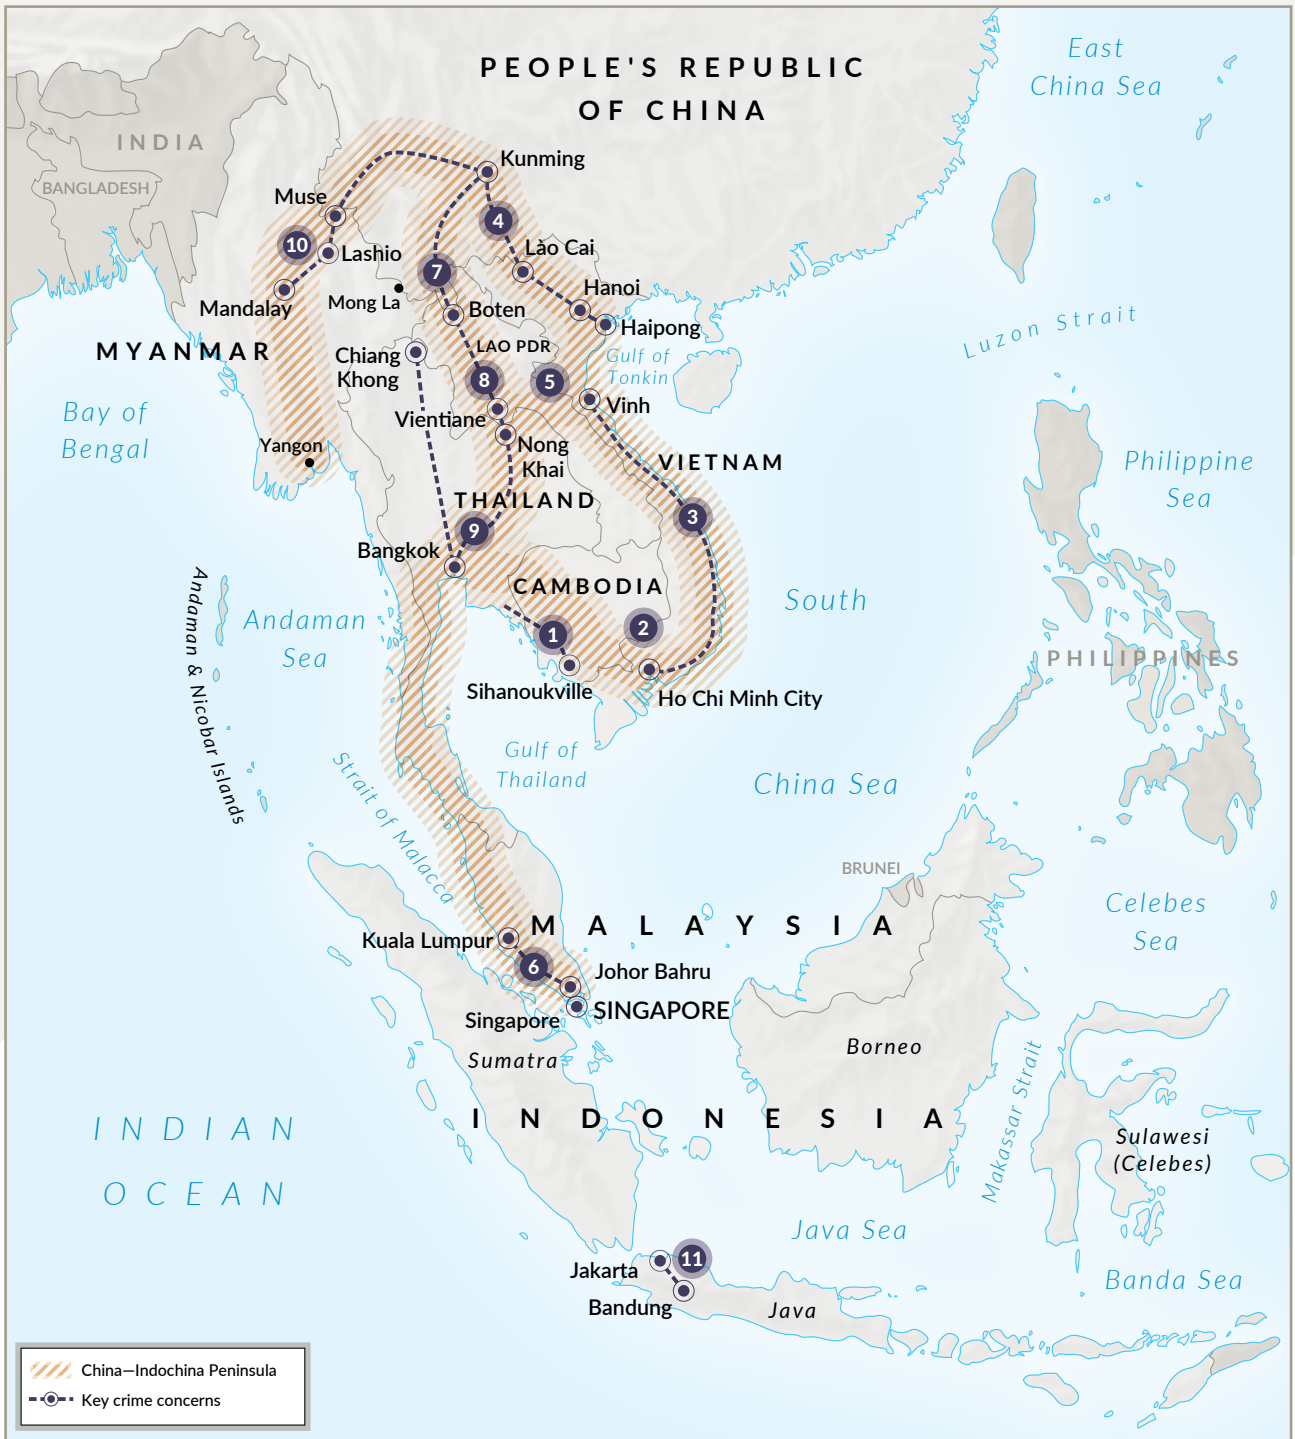 PEOPLE'S REPUBLIC
OF CHINA
East
China Sea
INDIA
BANGLADESH
Kunming
Muse
4
10
Lashio
Lào Cai
7
Mandalay
Mong La
Hanoi
Boten
Haipong
Luzon Strait
MYANMAR
LAO PDR
Chiang
Khong
Gulf of
Tonkin
8
5
Bay of
Bengal
Vientiane
Vinh
Yangon
Nong
Khai
VIETNAM
Philippine
Sea
THAILAND
3
9
Bangkok
CAMBODIA
Andaman & Nicobar Islands
Andaman
Sea
South
1
2
PHILIPPINES
Sihanoukville
Ho Chi Minh City
Gulf of
Thailand
China Sea
Strait of Malacca
BRUNEI
Celebes
Sea
MALAYSIA
Kuala Lumpur
6
Johor Bahru
SINGAPORE
Singapore
Sumatra
Borneo
Makassar Strait
INDONESIA
INDIAN
OCEAN
Sulawesi
(Celebes)
Java Sea
11
Jakarta
Bandung
Java
Banda Sea
China—Indochina Peninsula
Key crime concerns